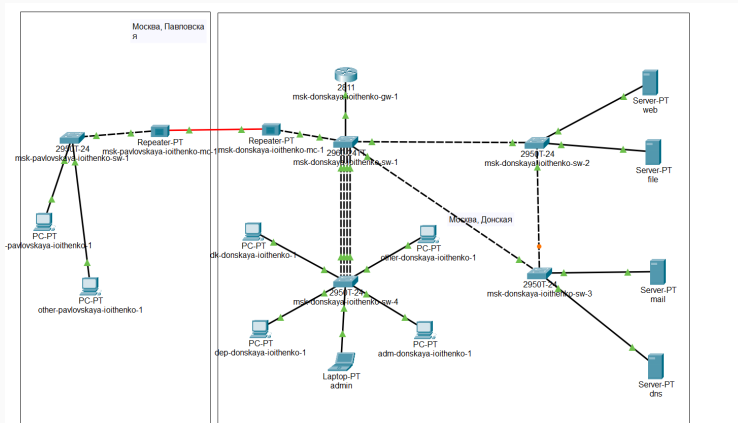 Москва, Павловска
я
2811
msk-donskaya-ioithenko-gw-1
Server-PT
web
2950T-24
msk-pavlovskaya-ioithenko-sw-1
Repeater-PT
msk-pavlovskaya-ioithenko-mc-1
Repeater-PT
msk-donskaya-ioithenko-mc-1
msk-donskaya-ioithenko-sw-1
2950T-24
msk-donskaya-ioithenko-sw-2
Server-PT
file
Москва, Донская
PC-PT
-pavlovskaya-ioithenko-1
PC-PT
dk-donskaya-ioithenko-1
PC-PT
other-donskaya-ioithenko-1
PC-PT
other-pavlovskaya-ioithenko-1
2950T-24
msk-donskaya-ioithenko-sw-4
2950T-24
msk-donskaya-ioithenko-sw-3
Server-PT
mail
PC-PT
dep-donskaya-ioithenko-1
PC-PT
adm-donskaya-ioithenko-1
Laptop-PT
admin
Server-PT
dns